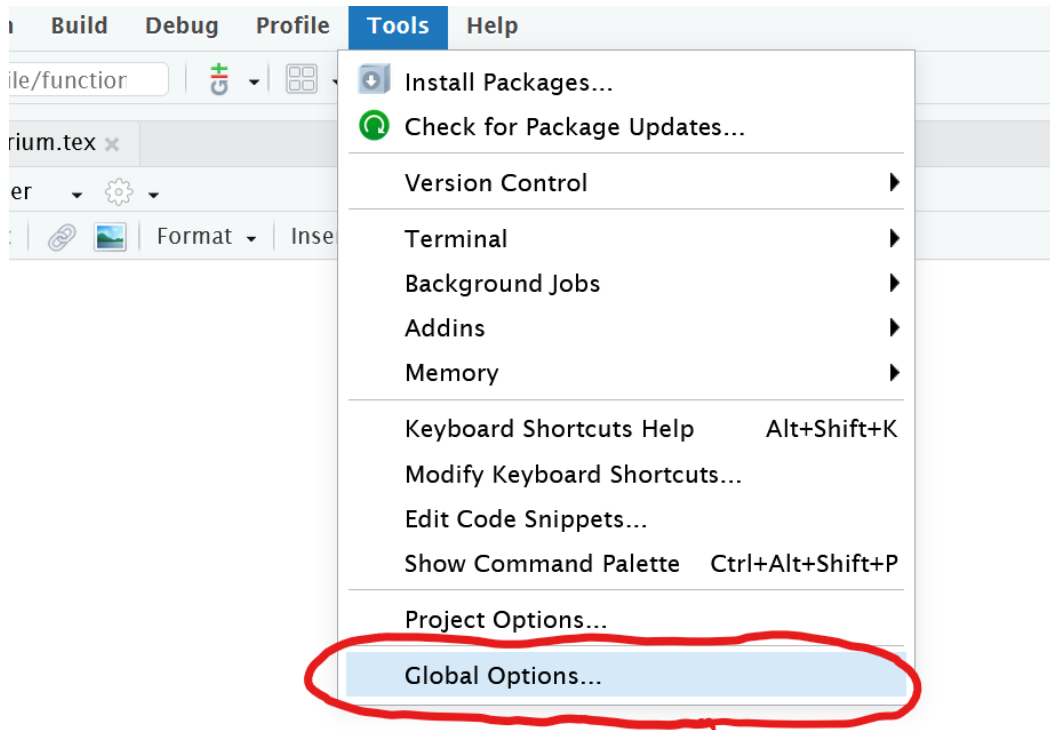 Build Debug Profile Tools Help
ile/function
Install Packages...
Check for Package Updates...
rium.tex
er
Version Control
Format Inse
Terminal
Background Jobs
Addins
Memory
Keyboard Shortcuts Help Alt+Shift+K
Modify Keyboard Shortcuts...
Edit Code Snippets...
Show Command Palette Ctrl+Alt+Shift+P
Project Options...
Global Options...